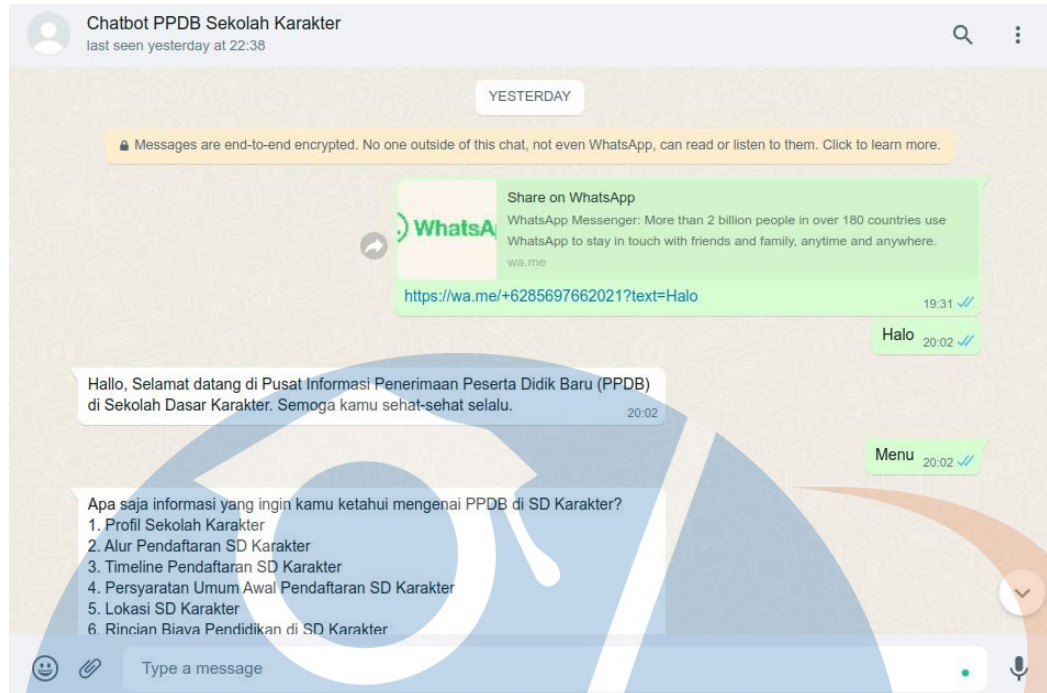 Chatbot PPDB Sekolah Karakter
last seen yesterday at 22:38
YESTERDAY
Messages are end-to-end encrypted. No one outside of this chat, not even WhatsApp, can read or listen to them. Click to learn more.
WhatsA
Share on WhatsApp
WhatsApp Messenger: More than 2 billion people in over 180 countries use
WhatsApp to stay in touch with friends and family, anytime and anywhere.
wa.me
https://wa.me/+6285697662021?text=Halo
19:31
Halo 20:02
Hallo, Selamat datang di Pusat Informasi Penerimaan Peserta Didik Baru (PPDB)
di Sekolah Dasar Karakter. Semoga kamu sehat-sehat selalu. 20:02
Menu 20:02
Apa saja informasi yang ingin kamu ketahui mengenai PPDB di SD Karakter?
1. Profil Sekolah Karakter
2. Alur Pendaftaran SD Karakter
3. Timeline Pendaftaran SD Karakter
4. Persyaratan Umum Awal Pendaftaran SD Karakter
5. Lokasi SD Karakter
6. Rincian Biaya Pendidikan di SD Karakter
Type a message